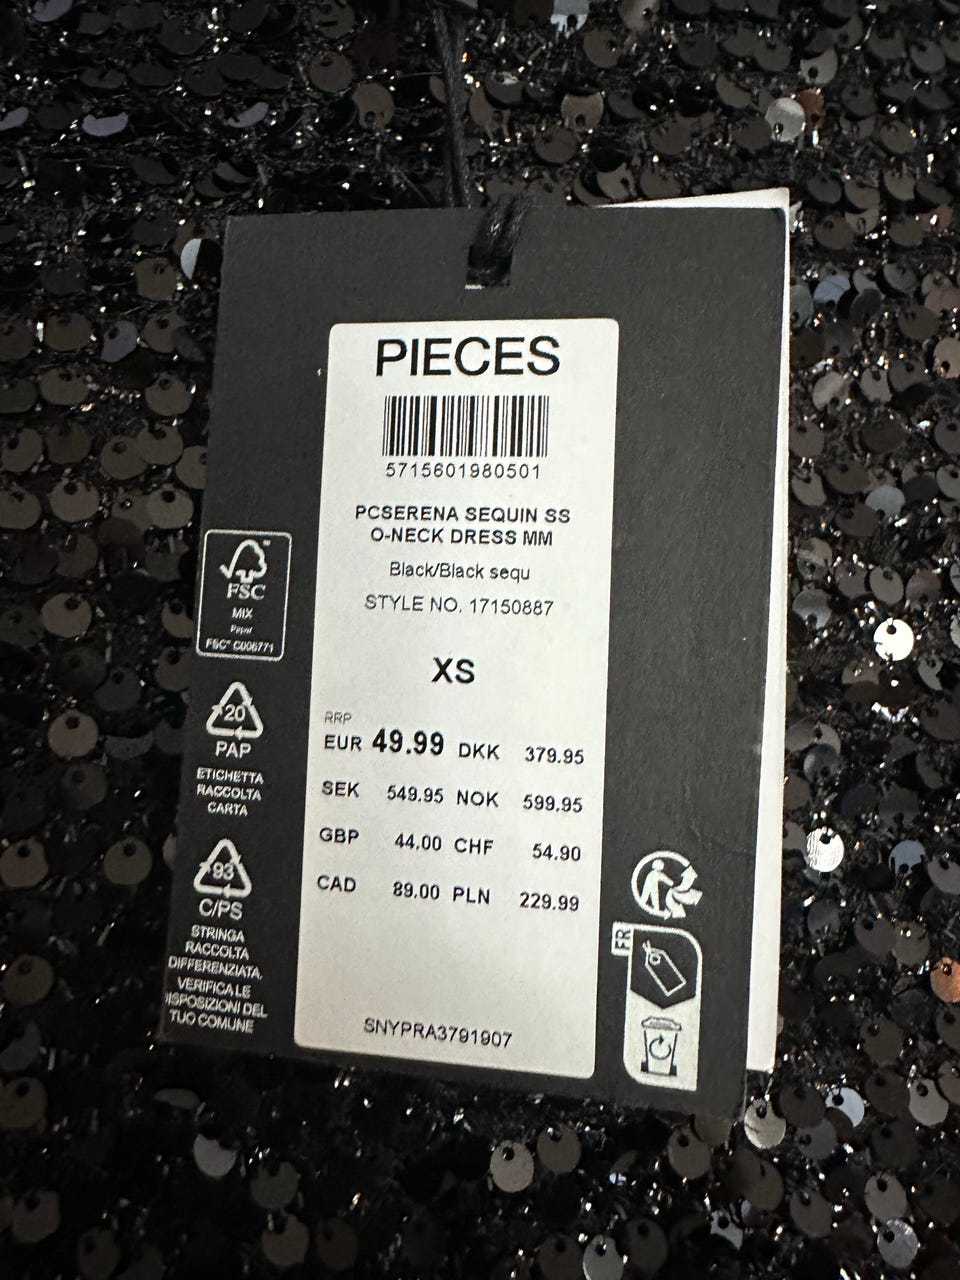 PIECES
5715601980501
PCSERENA SEQUIN SS
O-NECK DRESS MM
Black/Black sequ
STYLE NO. 17150887
XS
RRP
EUR 49.99 DKK 379.95
SEK 549.95 NOK 599.95
GBP 44.00 CHF 54.90
CAD 89.00 PLN 229.99
SNYPRA3791907
FSC™
MIX
Paper
FSC® C006771
20
PAP
ETICHETTA
RACCOLTA
CARTA
93
C/PS
STRINGA
RACCOLTA
DIFFERENZIATA.
VERIFICA LE
DISPOSIZIONI DEL
TUO COMUNE
FR